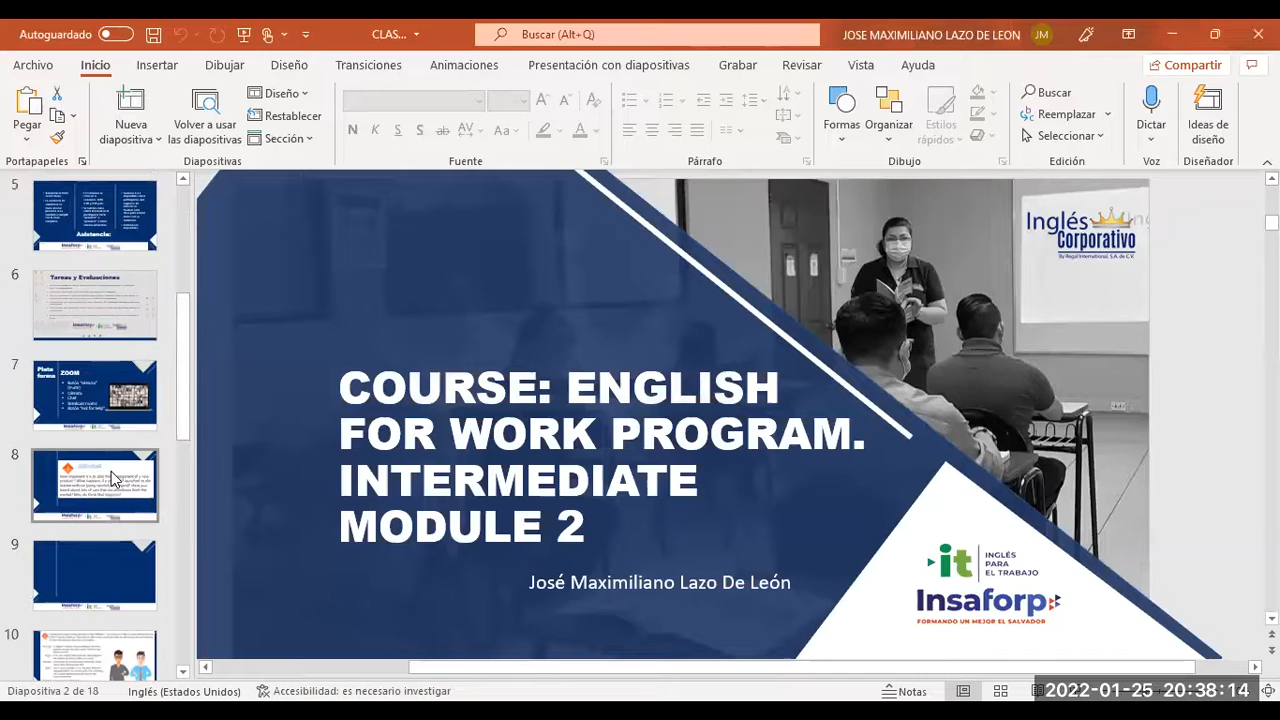 Autoguardado
CLAS...
Buscar (Alt+Q)
JOSE MAXIMILIANO LAZO DE LEON
JM
Archivo Inicio Insertar Dibujar Diseño Transiciones Animaciones Presentación con diapositivas Grabar Revisar Vista Ayuda Compartir
Pegar
Nueva diapositiva
Volver a usar las diapositivas
Diseño
Restablecer
Sección
Formas
Organizar
Estilos rápidos
Buscar
Reemplazar
Seleccionar
Dictar
Ideas de diseño
Portapapeles Diapositivas Fuente Párrafo Dibujo Edición Voz Diseñador
5
Asistencia:
6
Tareas y Evaluaciones
7
Plata forma
ZOOM
8
9
10
Inglés
Corporativo
By Regal International, S.A. de C.V.
COURSE: ENGLISH
FOR WORK PROGRAM.
INTERMEDIATE
MODULE 2
José Maximiliano Lazo De León
it
INGLÉS
PARA
EL TRABAJO
Insaforp
FORMANDO UN MEJOR EL SALVADOR
Diapositiva 2 de 18 Inglés (Estados Unidos) Accesibilidad: es necesario investigar Notas
2022-01-25 20:38:14